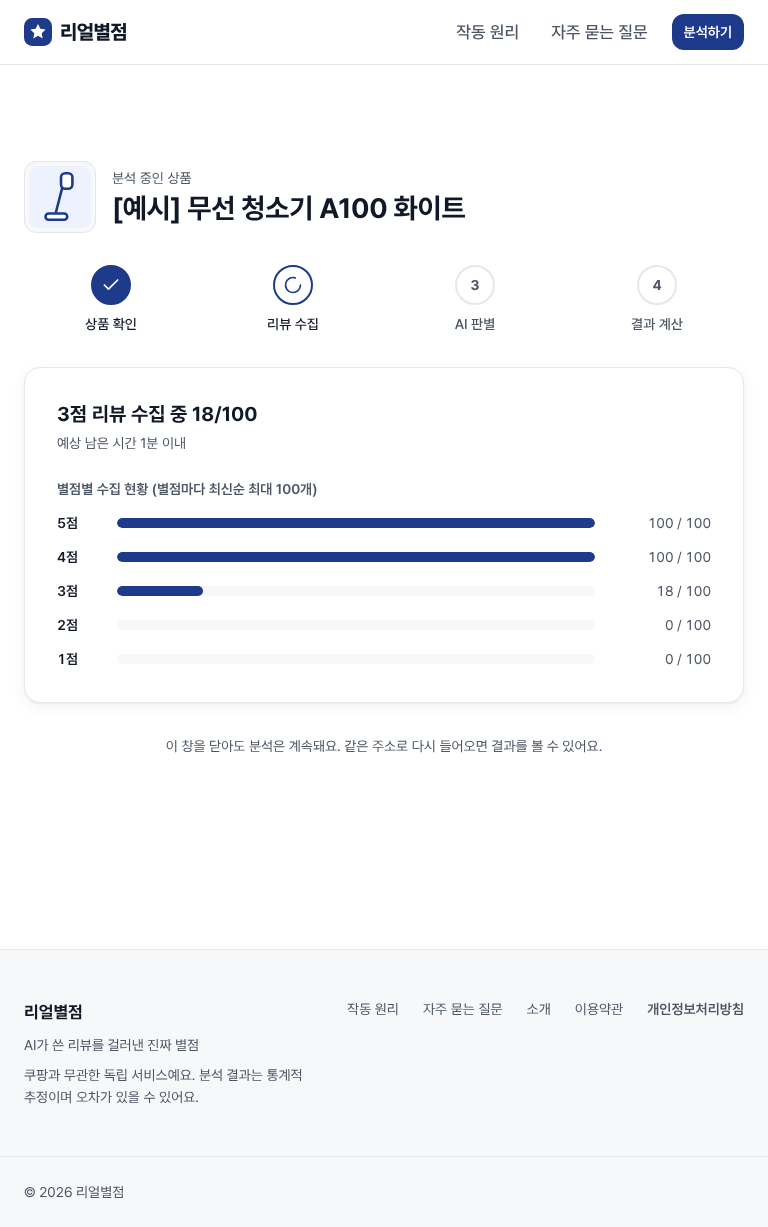 리얼별점
작동 원리
자주 묻는 질문
분석하기
분석 중인 상품
[예시] 무선 청소기 A100 화이트
3
4
상품 확인
리뷰 수집
AI 판별
결과 계산
3점 리뷰 수집 중 18/100
예상 남은 시간 1분 이내
별점별 수집 현황 (별점마다 최신순 최대 100개)
5점 100 / 100
4점 100 / 100
3점 18 / 100
2점 0 / 100
1점 0 / 100
이 창을 닫아도 분석은 계속돼요. 같은 주소로 다시 들어오면 결과를 볼 수 있어요.
리얼별점
작동 원리
자주 묻는 질문
소개
이용약관
개인정보처리방침
AI가 쓴 리뷰를 걸러낸 진짜 별점
쿠팡과 무관한 독립 서비스예요. 분석 결과는 통계적
추정이며 오차가 있을 수 있어요.
© 2026 리얼별점